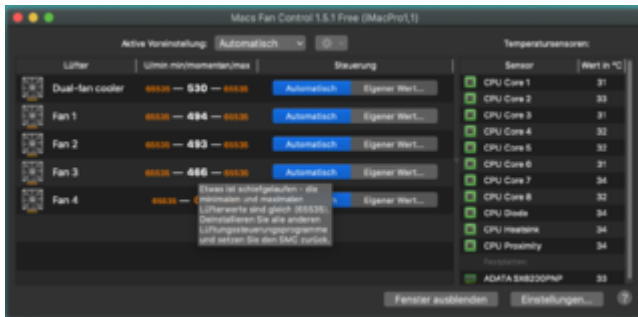 Macs Fan Control 1.5.1 Free (iMacPro1,1)
Aktive Voreinstellung: Automatisch
Temperatursensoren:
Lüfter U/min min/momentan/max Steuerung
Sensor Wert in °C
Dual-fan cooler 65535 — 530 — 65535 Automatisch Eigener Wert...
Fan 1 65535 — 494 — 65535 Automatisch Eigener Wert...
Fan 2 65535 — 493 — 65535 Automatisch Eigener Wert...
Fan 3 65535 — 466 — 65535 Automatisch Eigener Wert...
Fan 4 65535 — Eigener Wert...
Etwas ist schiefgelaufen - die
minimalen und maximalen
Lüfterwerte sind gleich (65535).
Deinstallieren Sie alle anderen
Lüftungssteuerungsprogramme
und setzen Sie den SMC zurück.
CPU Core 1 31
CPU Core 2 33
CPU Core 3 31
CPU Core 4 32
CPU Core 5 32
CPU Core 6 31
CPU Core 7 34
CPU Core 8 32
CPU Diode 34
CPU Heatsink 34
CPU Proximity 34
Festplatten:
ADATA SX8200PNP 33
Fenster ausblenden Einstellungen... ?